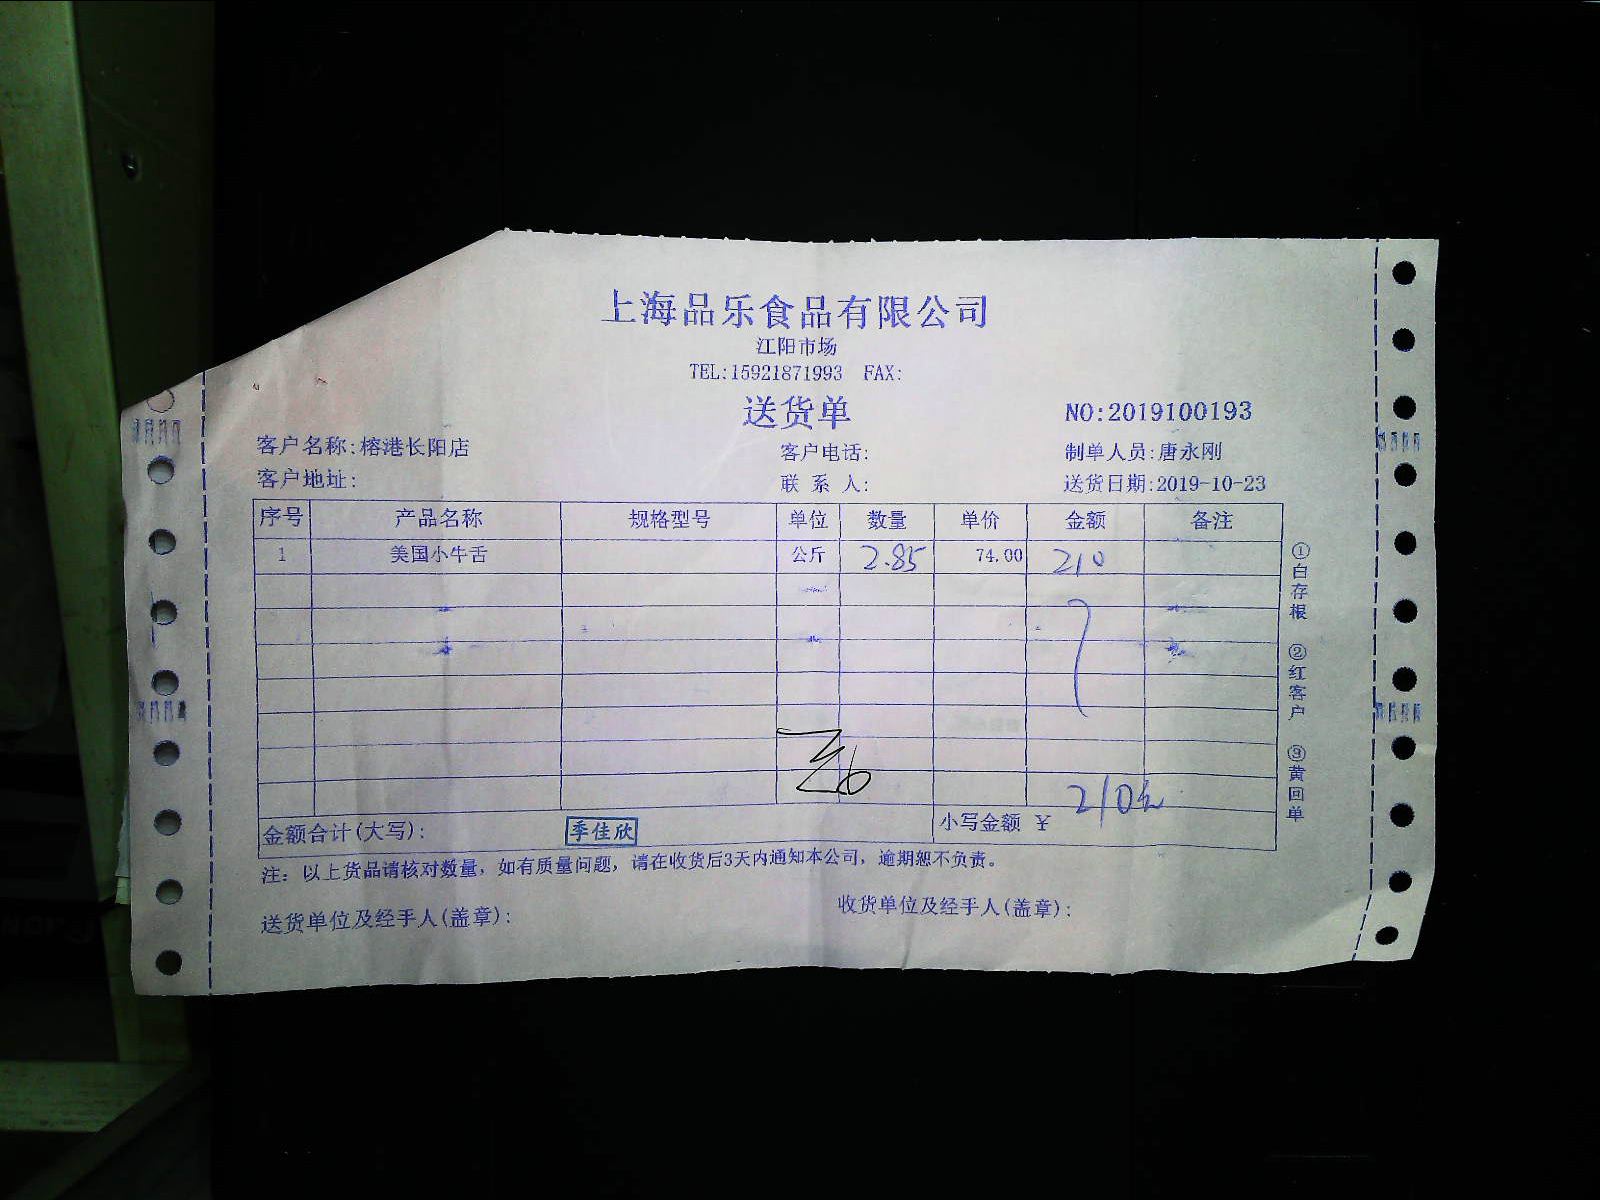 上海品乐食品有限公司
江阳市场
TEL:15921871993 FAX:
送货单 NO:2019100193
客户名称:榕港长阳店 客户电话: 制单人员:唐永刚
客户地址: 联系人: 送货日期:2019-10-23
序号 产品名称 规格型号 单位 数量 单价 金额 备注
1 美国小牛舌 公斤 2.85 74.00 210
210元
金额合计(大写): 季佳欣 小写金额 ¥
注: 以上货品请核对数量, 如有质量问题, 请在收货后3天内通知本公司, 逾期恕不负责。
送货单位及经手人(盖章): 收货单位及经手人(盖章):
①白存根 ②红客户 ③黄回单